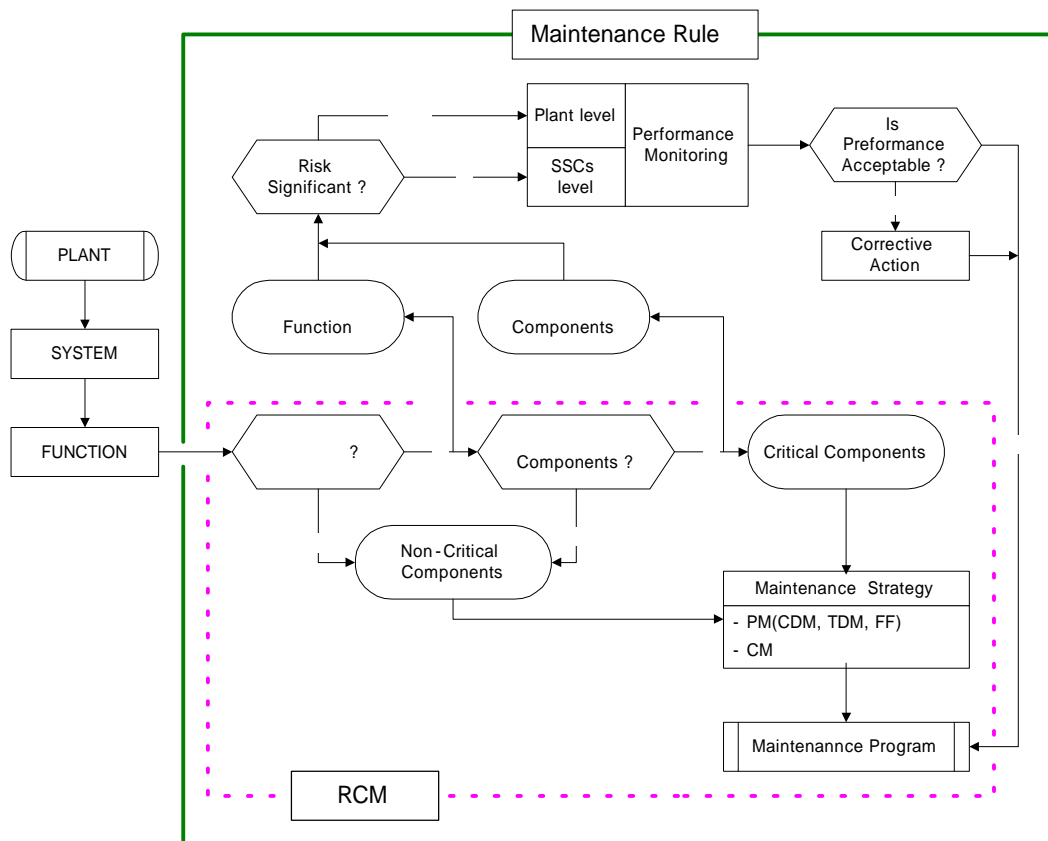 Maintenance Rule
Plant level
SSCs
level
Performance
Monitoring
Is
Preformance
Acceptable ?
Risk
Significant ?
Corrective
Action
PLANT
SYSTEM
FUNCTION
Function
Components
?
Components ?
Critical Components
Non-Critical
Components
Maintenance Strategy
- PM(CDM, TDM, FF)
- CM
Maintenannce Program
RCM